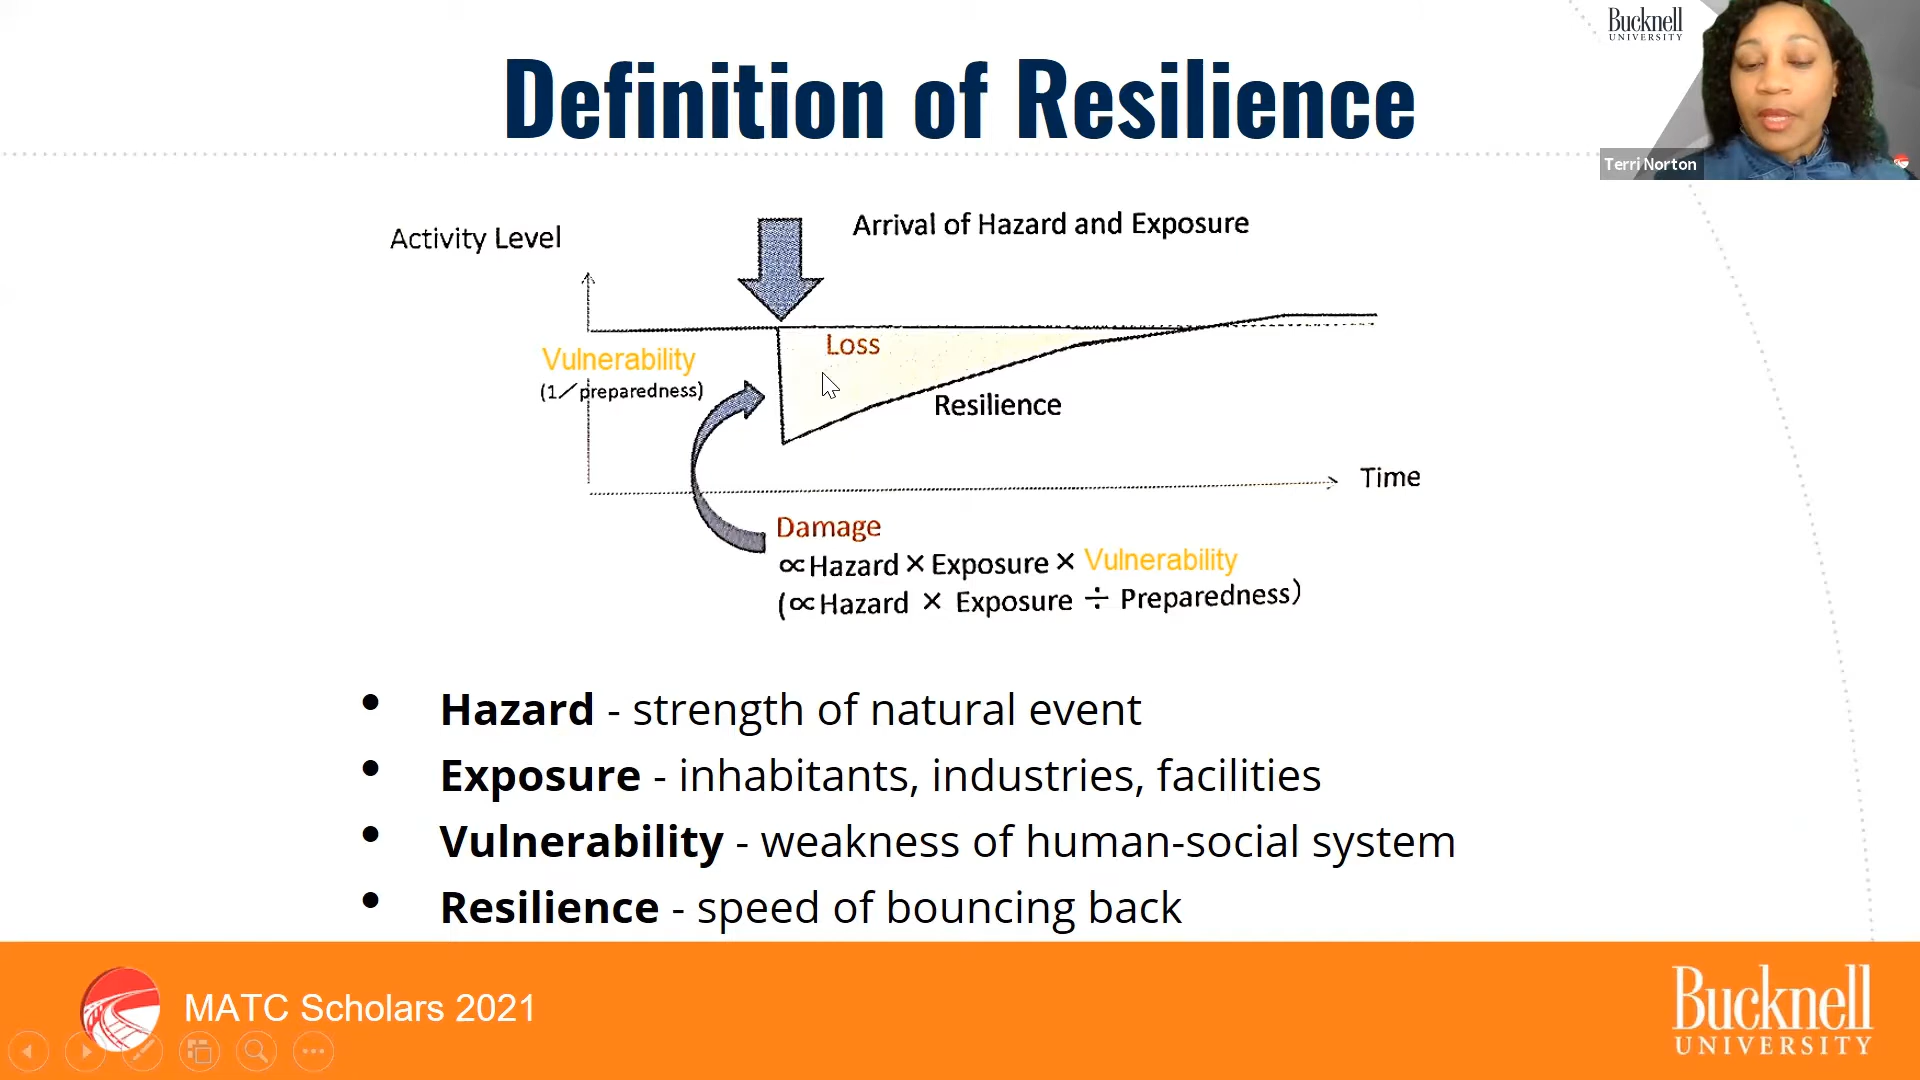 Bucknell
UNIVERSITY
Definition of Resilience
Terri Norton
Arrival of Hazard and Exposure
Activity Level
Loss
Vulnerability
(1/preparedness)
Resilience
Time
Damage
∝Hazard×Exposure× Vulnerability
(∝Hazard × Exposure ÷ Preparedness)
• Hazard - strength of natural event
• Exposure - inhabitants, industries, facilities
• Vulnerability - weakness of human-social system
• Resilience - speed of bouncing back
MATC Scholars 2021
Bucknell
UNIVERSITY